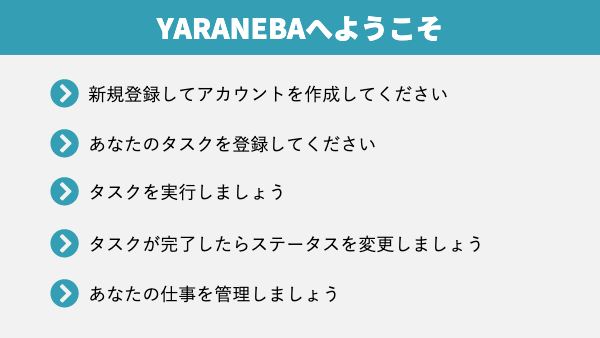 YARANEBAへようこそ
新規登録してアカウントを作成してください
あなたのタスクを登録してください
タスクを実行しましょう
タスクが完了したらステータスを変更しましょう
あなたの仕事を管理しましょう